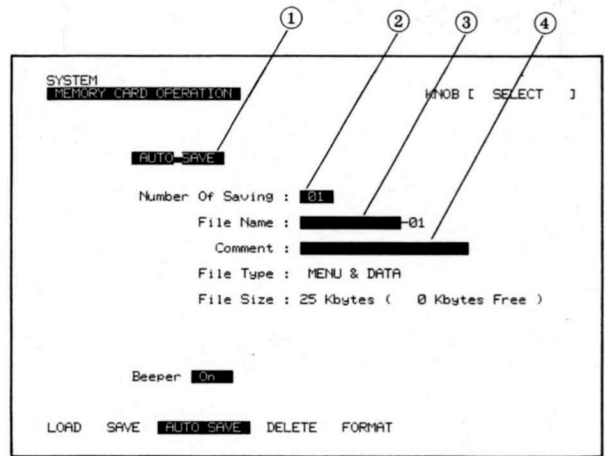 ① ② ③ ④
SYSTEM
MEMORY CARD OPERATION KNOB [ SELECT ]
AUTO-SAVE
Number Of Saving : 01
File Name : -01
Comment :
File Type : MENU & DATA
File Size : 25 Kbytes ( 0 Kbytes Free )
Beeper On
LOAD SAVE AUTO SAVE DELETE FORMAT